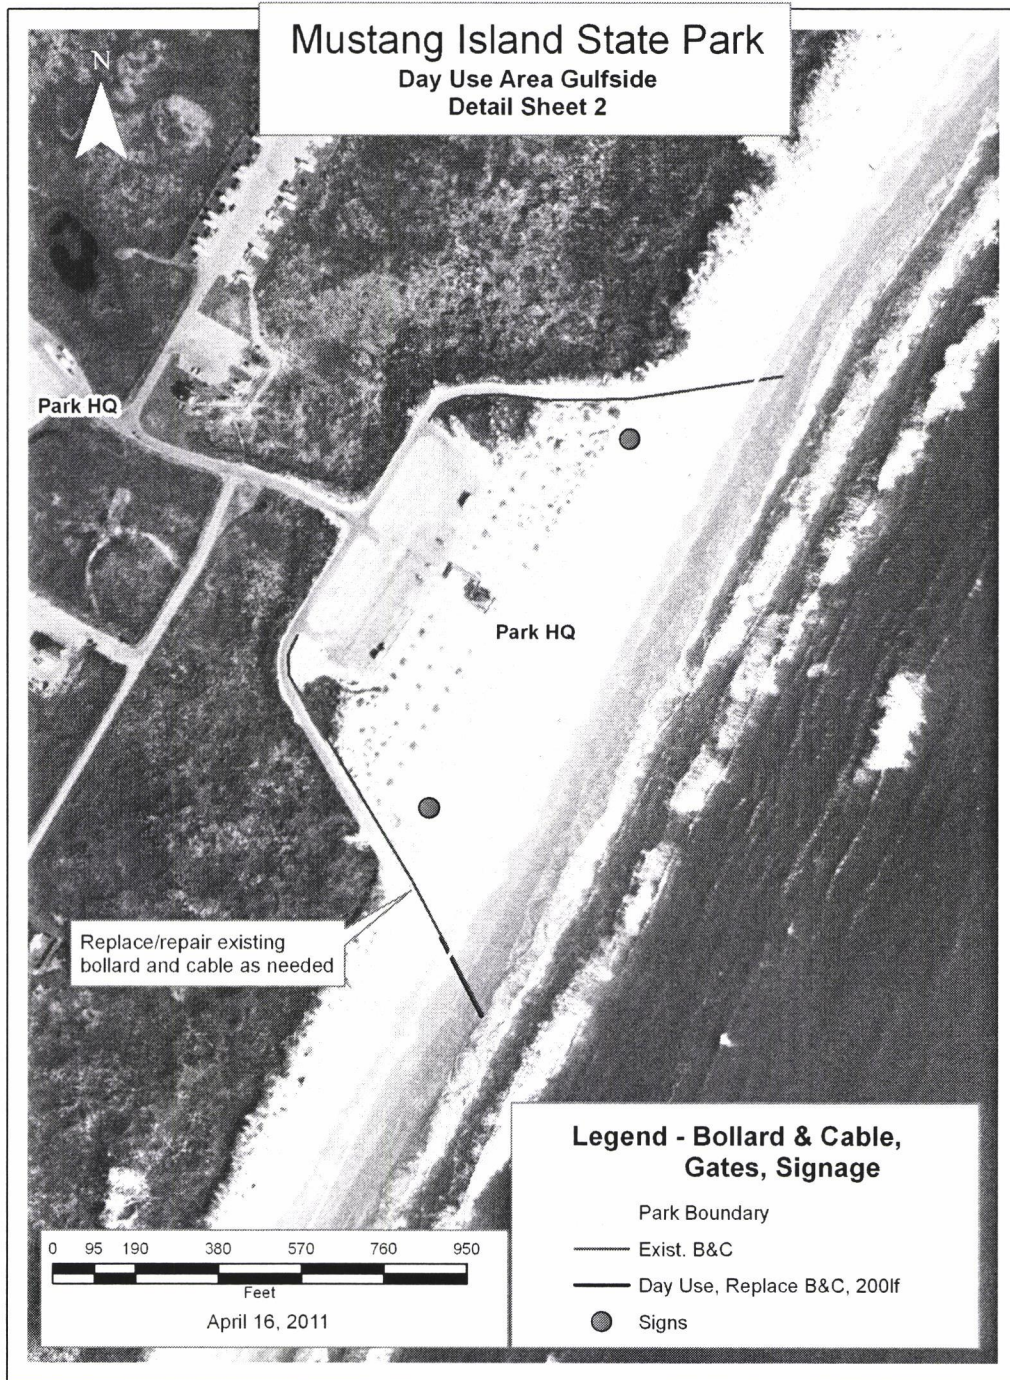 Mustang Island State Park
Day Use Area Gulfside
Detail Sheet 2
N
Park HQ
Park HQ
Replace/repair existing
bollard and cable as needed
Legend - Bollard & Cable,
Gates, Signage
Park Boundary
Exist. B&C
Day Use, Replace B&C, 200lf
Signs
0 95 190 380 570 760 950
Feet
April 16, 2011